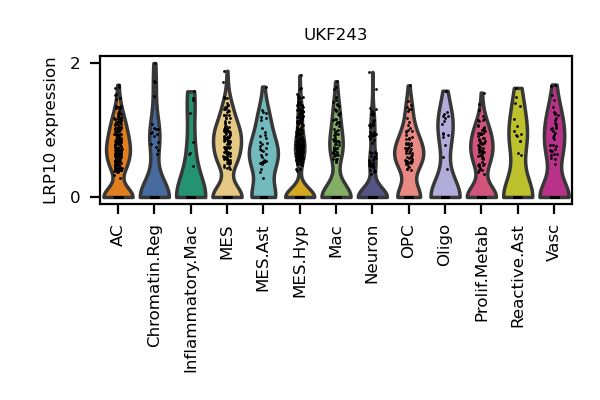 UKF243
LRP10 expression
2
0
AC
Chromatin.Reg
Inflammatory.Mac
MES
MES.Ast
MES.Hyp
Mac
Neuron
OPC
Oligo
Prolif.Metab
Reactive.Ast
Vasc